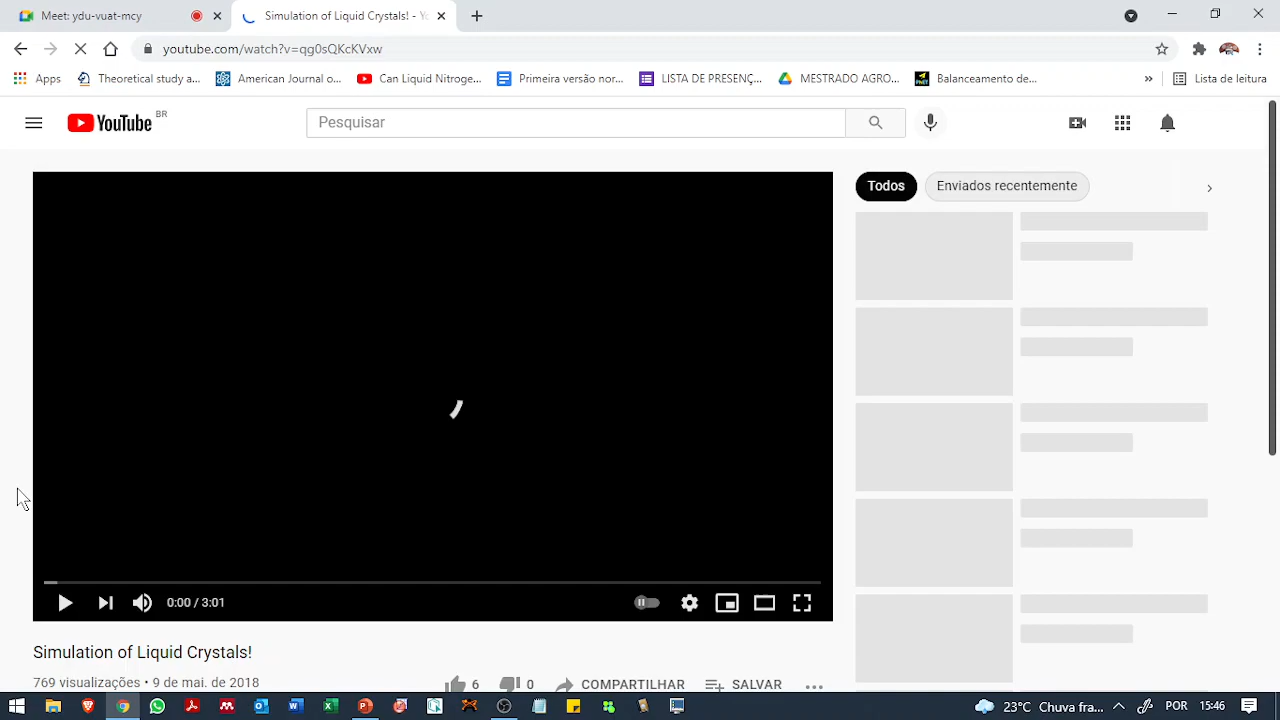 Meet: ydu-vuat-mcy
Simulation of Liquid Crystals! - Yo
youtube.com/watch?v=qg0sQKcKVxw
Apps
Theoretical study a...
American Journal o...
Can Liquid Nitroge...
Primeira versão nor...
LISTA DE PRESENÇ...
MESTRADO AGRO...
Balanceamento de...
»
Lista de leitura
YouTube BR
Pesquisar
Todos
Enviados recentemente
0:00 / 3:01
Simulation of Liquid Crystals!
769 visualizações • 9 de mai. de 2018
6
0
COMPARTILHAR
SALVAR
23°C Chuva fra...
POR
15:46